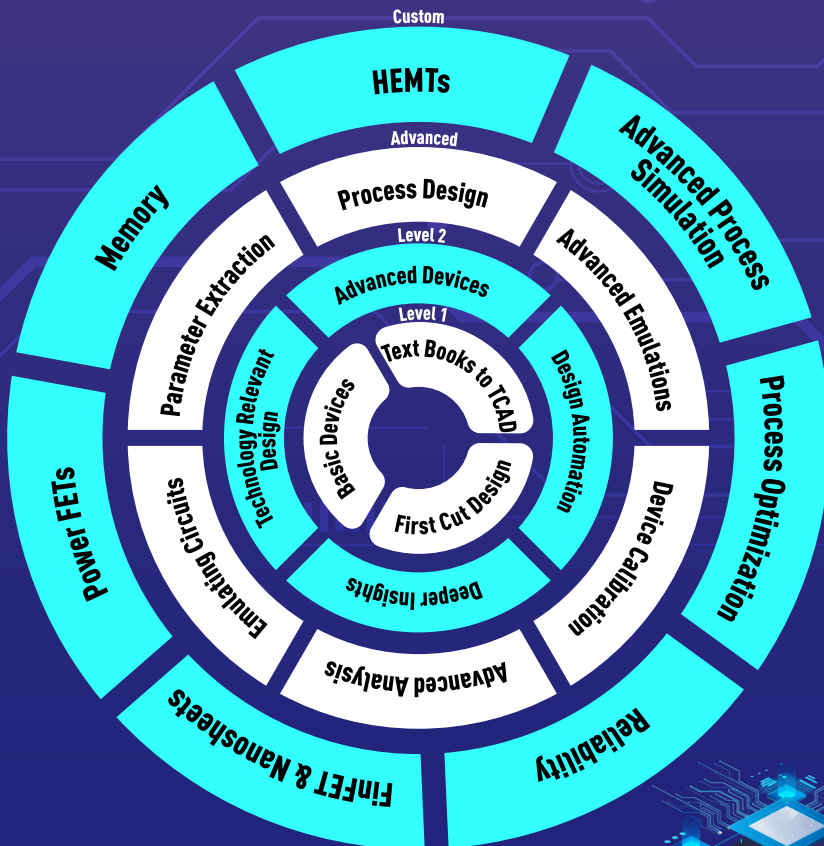 Custom
HEMTs
Advanced Process
Simulation
Process Optimization
Reliability
FinFET & Nanosheets
Power FETs
Memory
Advanced
Process Design
Advanced Emulations
Device Calibration
Advanced Analysis
Emulating Circuits
Parameter Extraction
Level 2
Advanced Devices
Design Automation
Deeper Insights
Technology Relevant
Design
Level 1
Text Books to TCAD
First Cut Design
Basic Devices